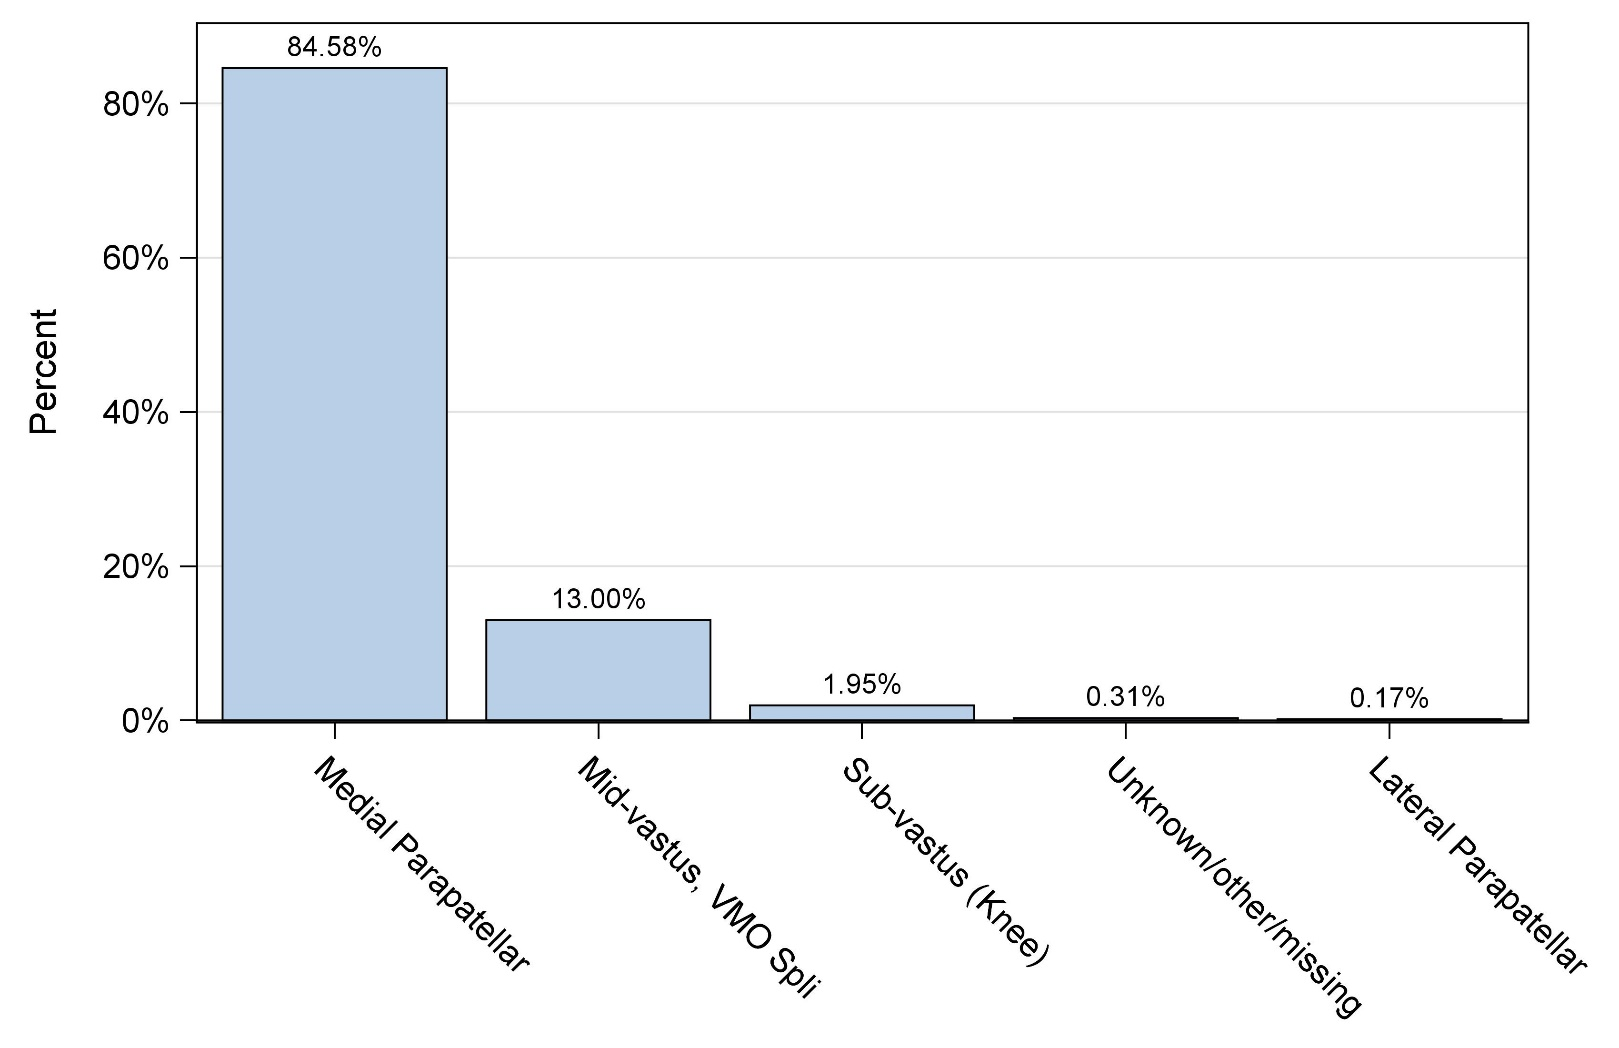 84.58%
80%
60%
Percent
40%
20%
13.00%
1.95%
0.31%
0.17%
0%
Medial Parapatellar
Mid-vastus, VMO Spli
Sub-vastus (Knee)
Unknown/other/missing
Lateral Parapatellar